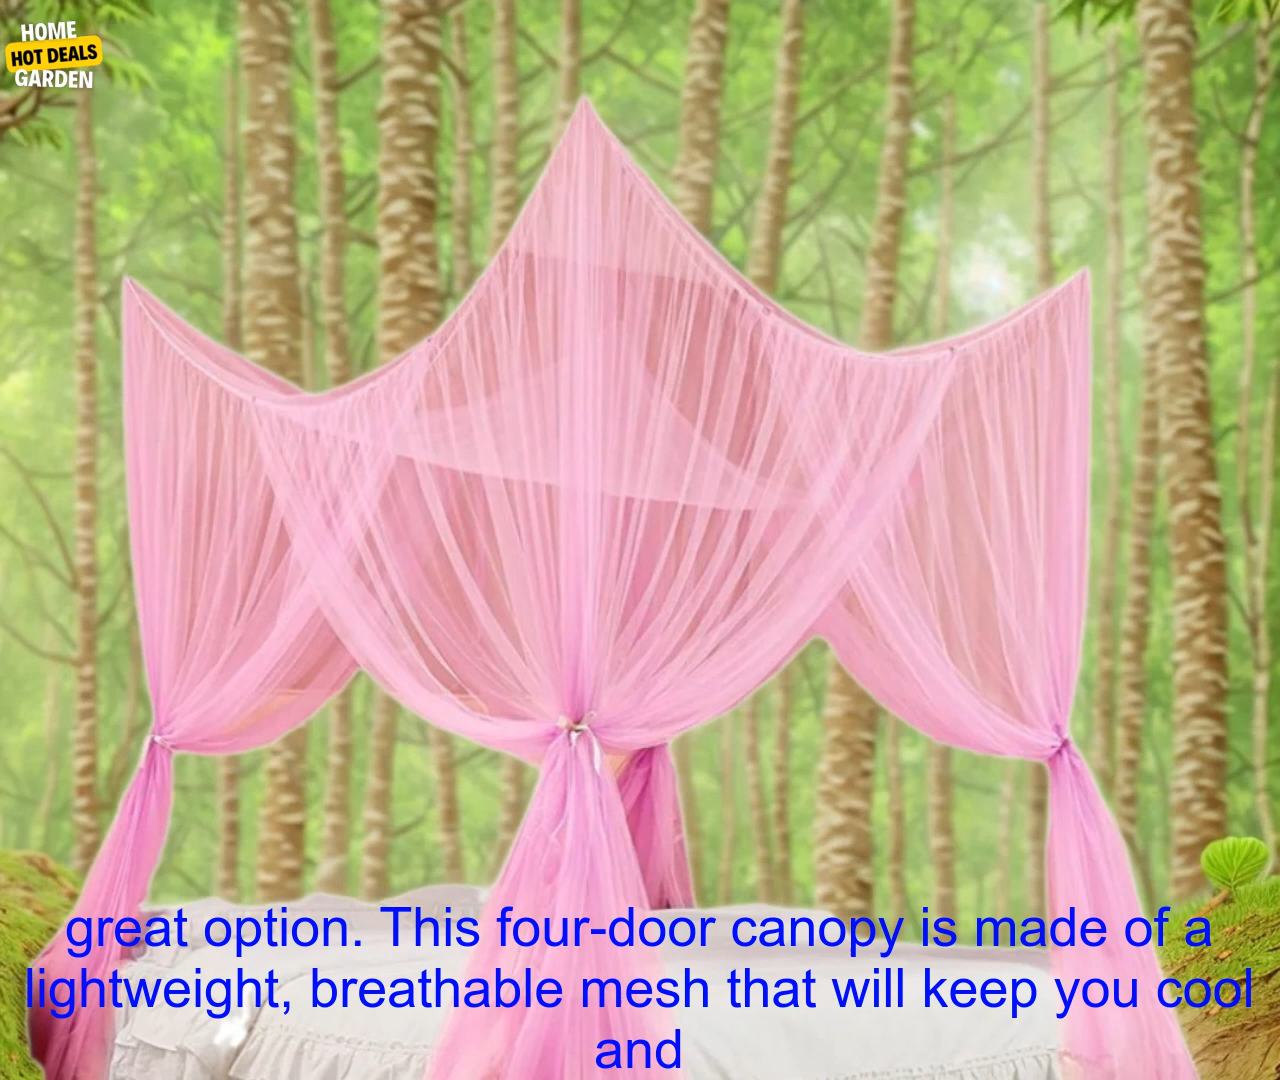 HOME
HOT DEALS
GARDEN
great option. This four-door canopy is made of a
lightweight, breathable mesh that will keep you cool
and